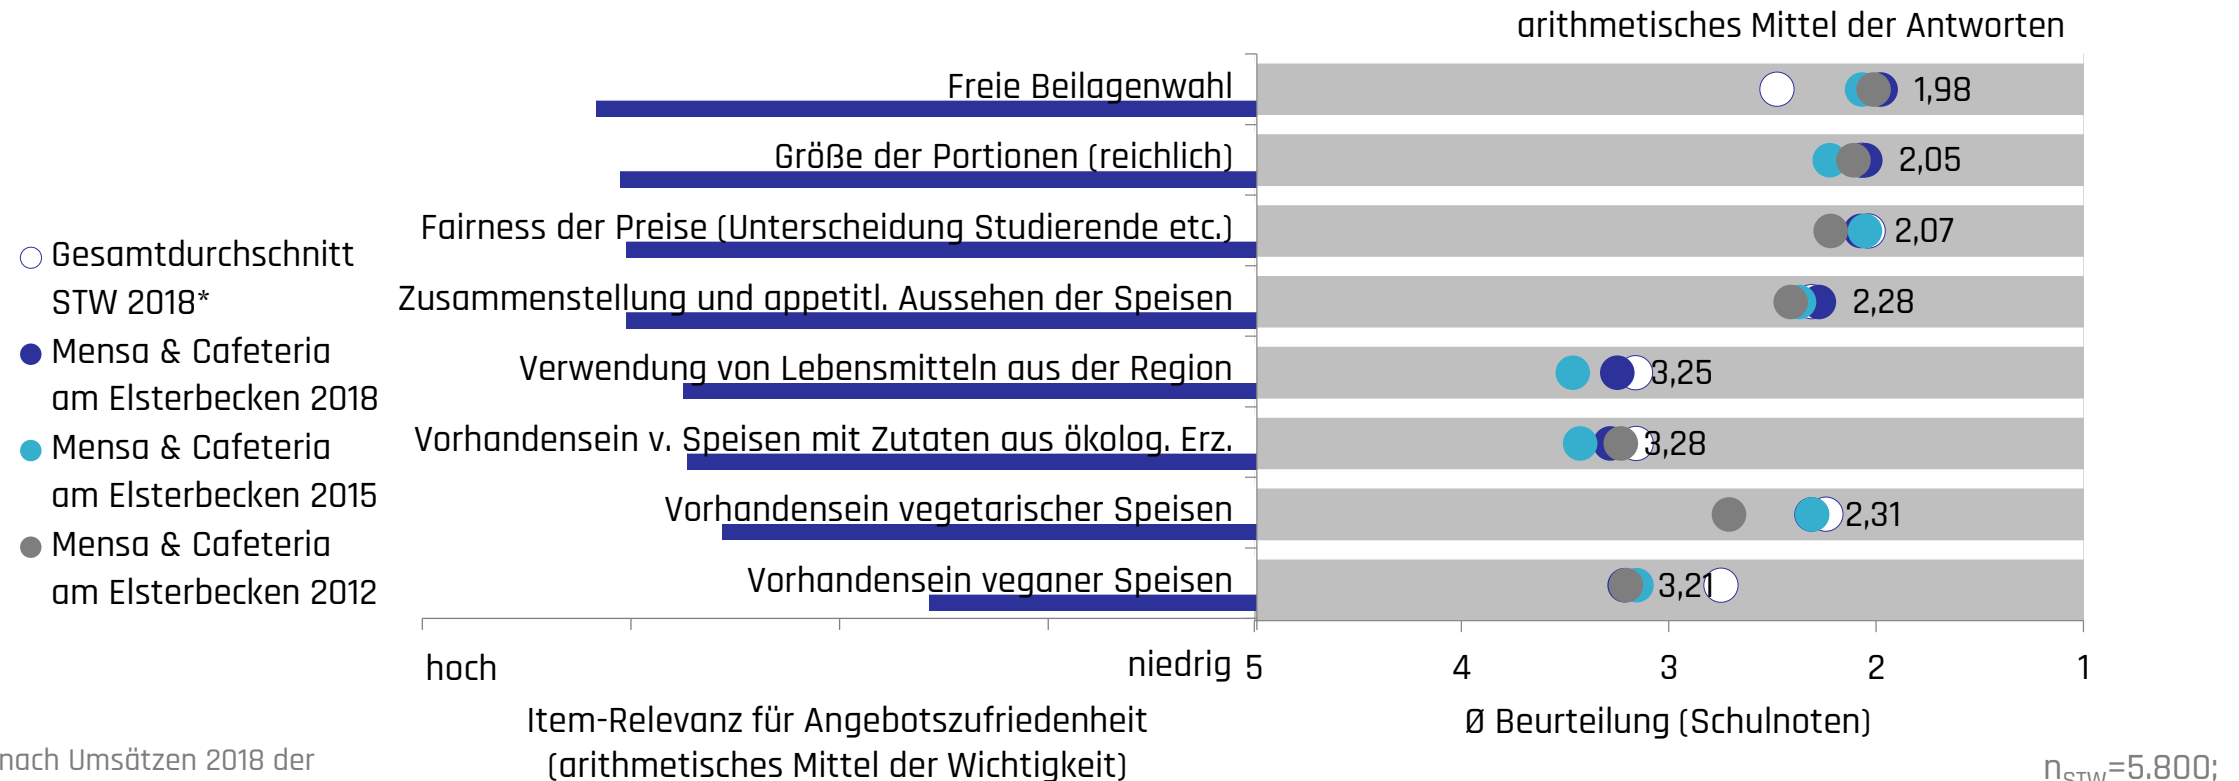 arithmetisches Mittel der Antworten
Freie Beilagenwahl
1,98
Größe der Portionen (reichlich)
2,05
Fairness der Preise (Unterscheidung Studierende etc.)
2,07
Zusammenstellung und appetitl. Aussehen der Speisen
2,28
Verwendung von Lebensmitteln aus der Region
3,25
Vorhandensein v. Speisen mit Zutaten aus ökolog. Erz.
3,28
Vorhandensein vegetarischer Speisen
2,31
Vorhandensein veganer Speisen
3,21
Gesamtdurchschnitt
STW 2018*
Mensa & Cafeteria
am Elsterbecken 2018
Mensa & Cafeteria
am Elsterbecken 2015
Mensa & Cafeteria
am Elsterbecken 2012
hoch niedrig 5 4 3 2 1
Item-Relevanz für Angebotszufriedenheit
(arithmetisches Mittel der Wichtigkeit)
Ø Beurteilung (Schulnoten)
nach Umsätzen 2018 der
nSTW=5.800;